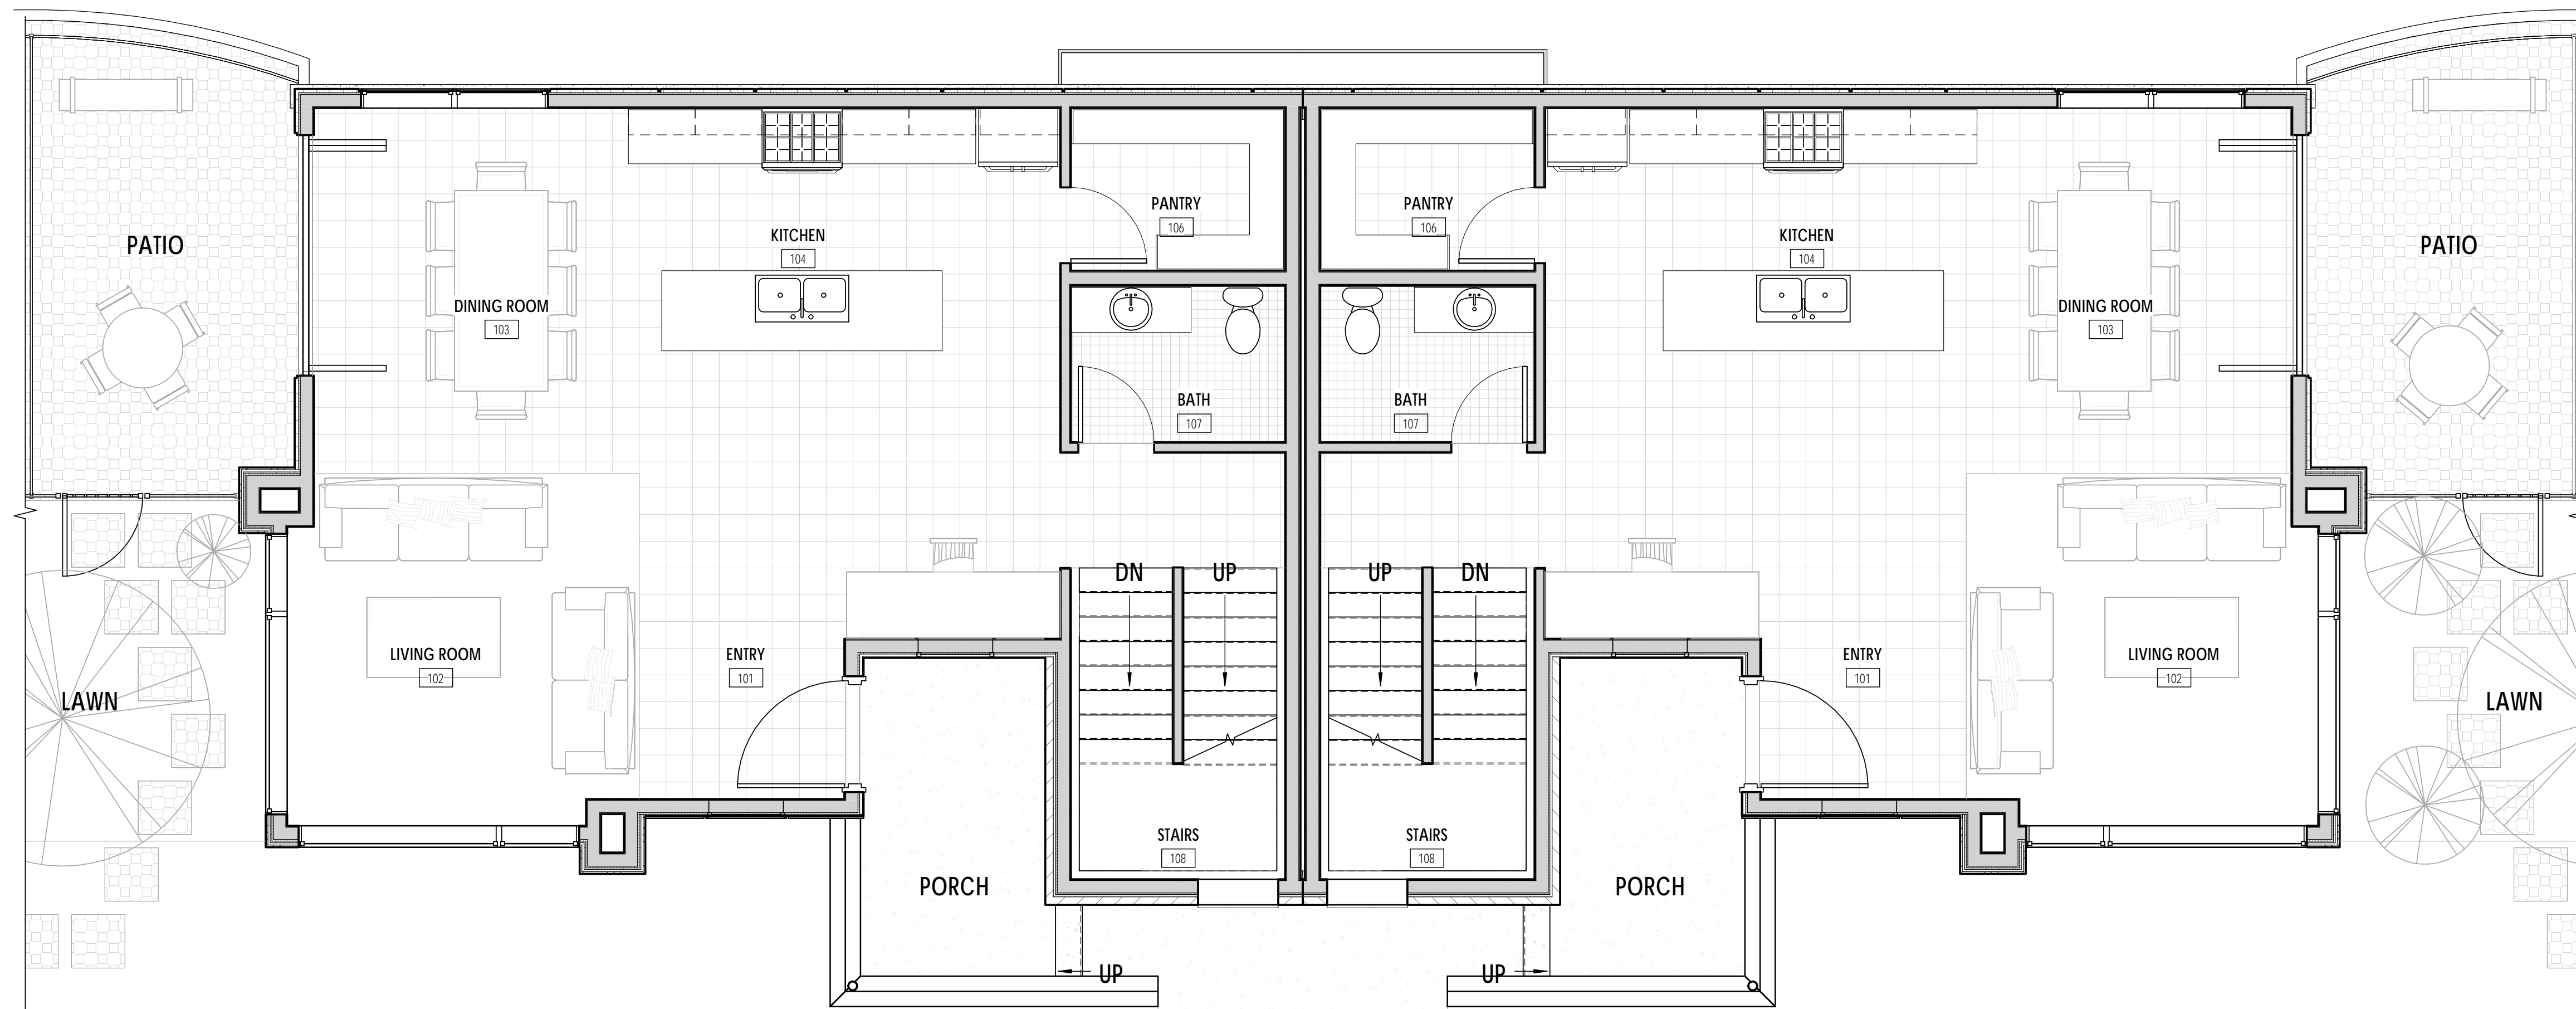 PANTRY
106
PANTRY
106
PATIO
KITCHEN
104
KITCHEN
104
PATIO
DINING ROOM
103
DINING ROOM
103
BATH
107
BATH
107
DN
UP
UP
DN
LIVING ROOM
102
ENTRY
101
ENTRY
101
LIVING ROOM
102
LAWN
LAWN
STAIRS
108
STAIRS
108
PORCH
PORCH
UP
UP